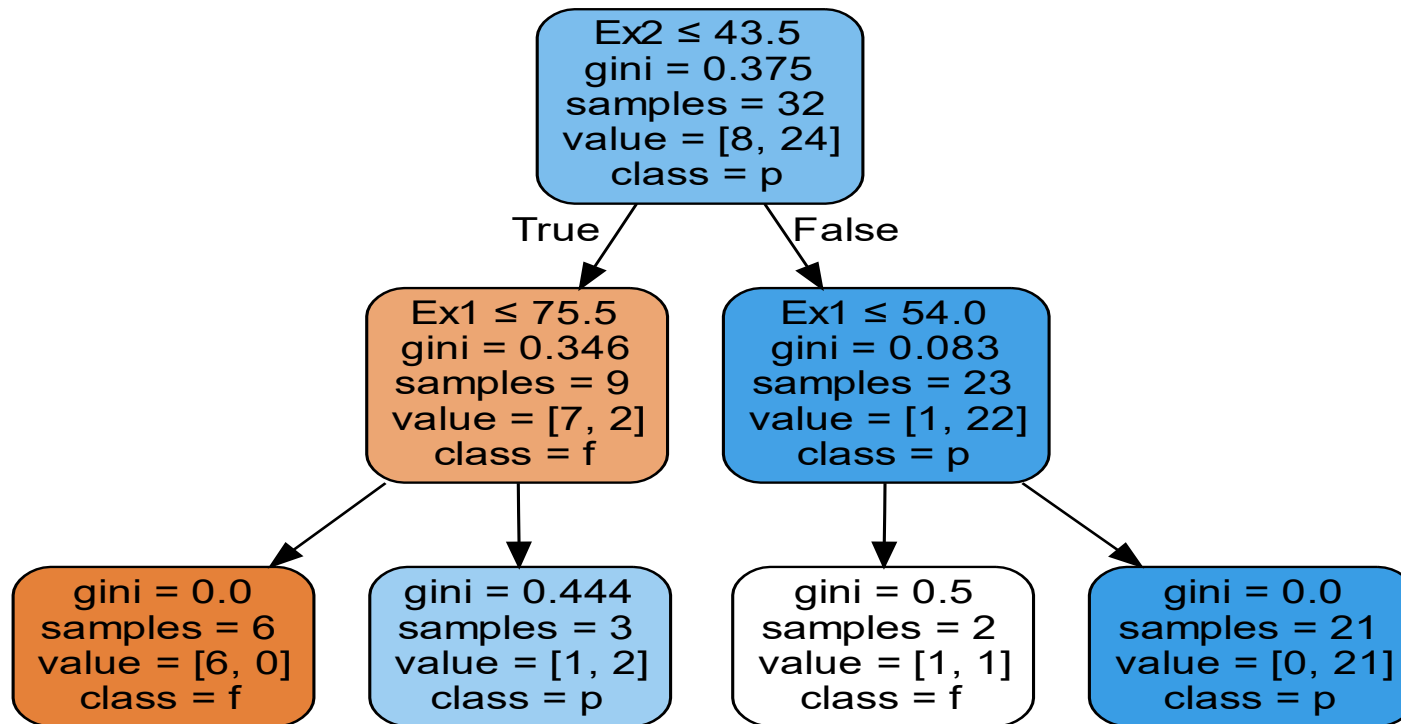 Ex2 ≤ 43.5
gini = 0.375
samples = 32
value = [8, 24]
class = p
True
False
Ex1 ≤ 75.5
gini = 0.346
samples = 9
value = [7, 2]
class = f
Ex1 ≤ 54.0
gini = 0.083
samples = 23
value = [1, 22]
class = p
gini = 0.0
samples = 6
value = [6, 0]
class = f
gini = 0.444
samples = 3
value = [1, 2]
class = p
gini = 0.5
samples = 2
value = [1, 1]
class = f
gini = 0.0
samples = 21
value = [0, 21]
class = p